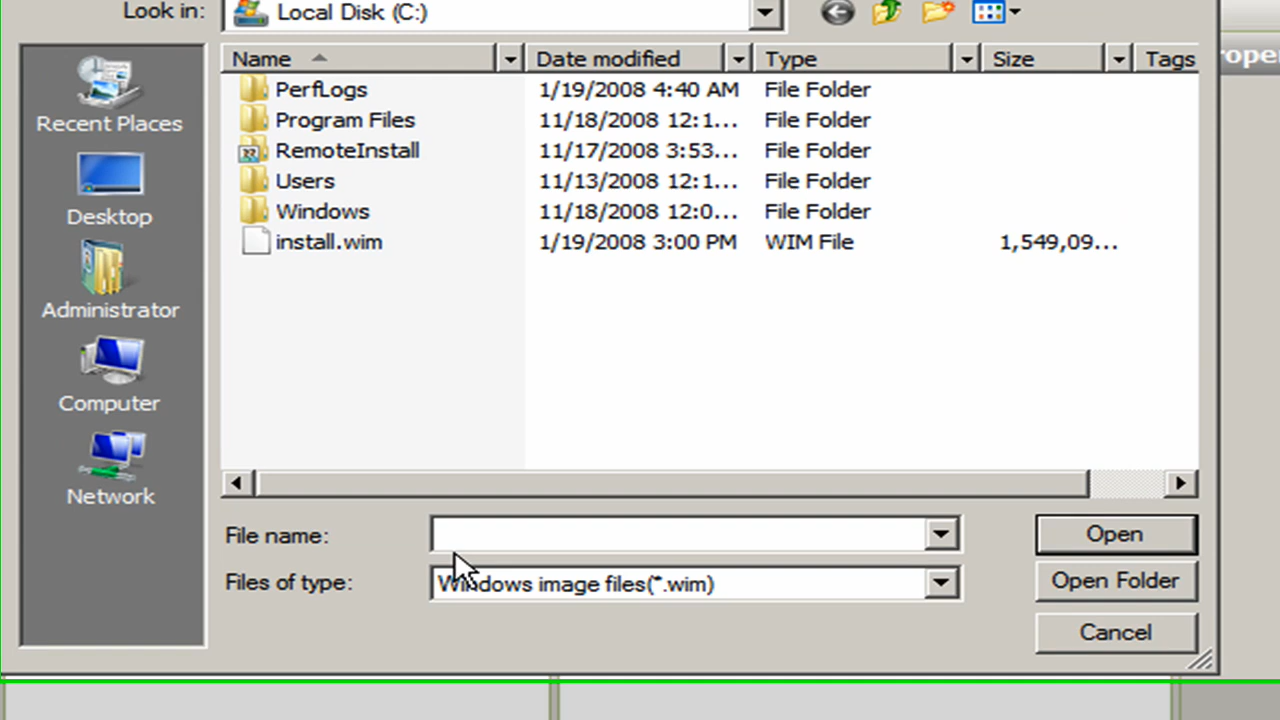 Look in: Local Disk (C:)
Name Date modified Type Size Tags
PerfLogs 1/19/2008 4:40 AM File Folder
Program Files 11/18/2008 12:1... File Folder
RemoteInstall 11/17/2008 3:53... File Folder
Users 11/13/2008 12:1... File Folder
Windows 11/18/2008 12:0... File Folder
install.wim 1/19/2008 3:00 PM WIM File 1,549,09...
Recent Places
Desktop
Administrator
Computer
Network
File name: Open
Files of type: Windows image files(*.wim) Open Folder
Cancel